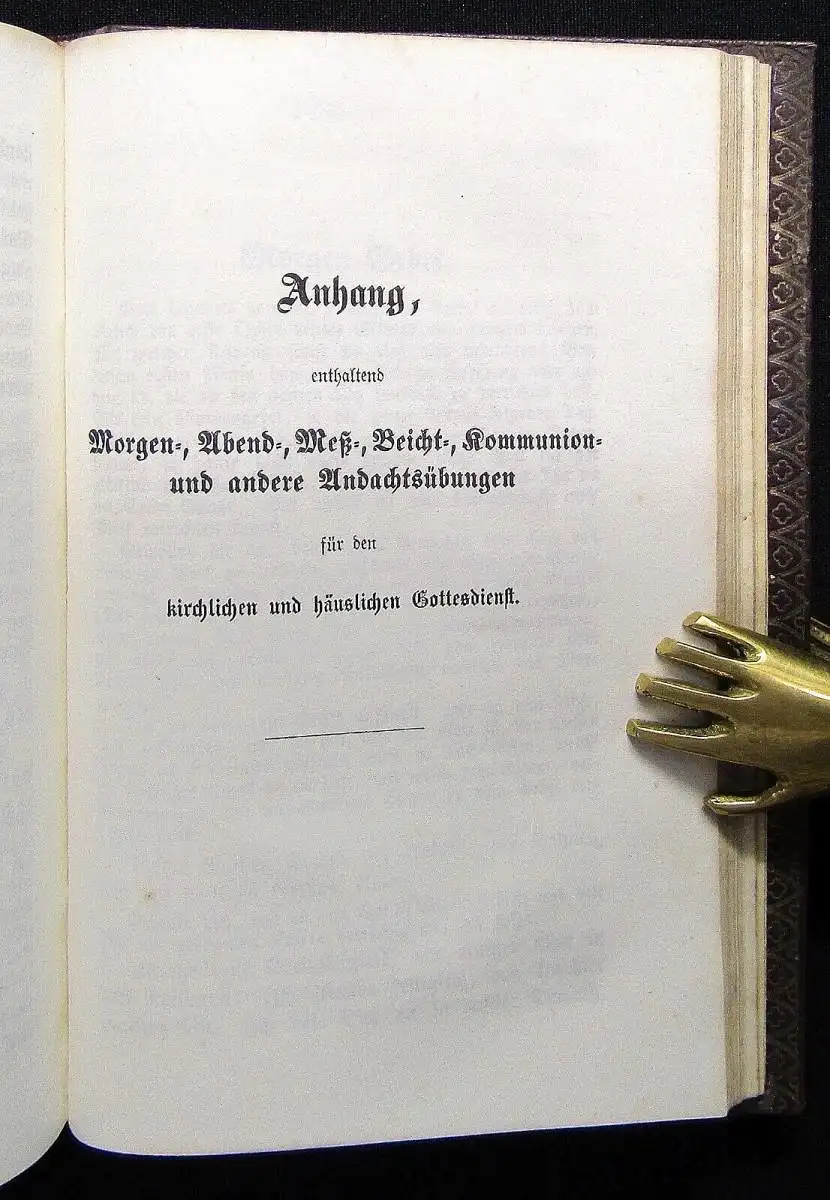 Anhang,
enthaltend
Morgen-, Abend-, Meß-, Beicht-, Kommunion-
und andere Andachtsübungen
für den
kirchlichen und häuslichen Gottesdienst.